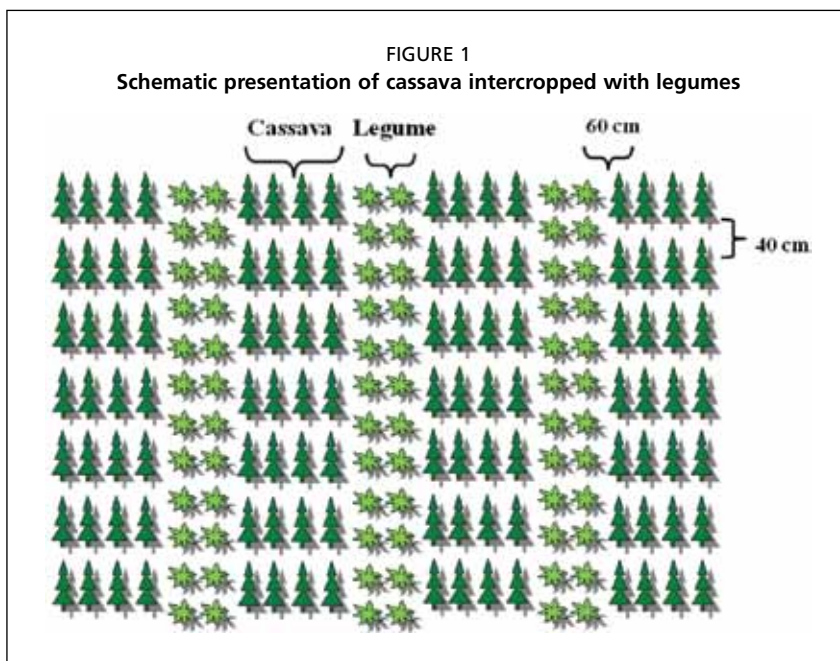 FIGURE 1
Schematic presentation of cassava intercropped with legumes
Cassava Legume 60 cm
40 cm